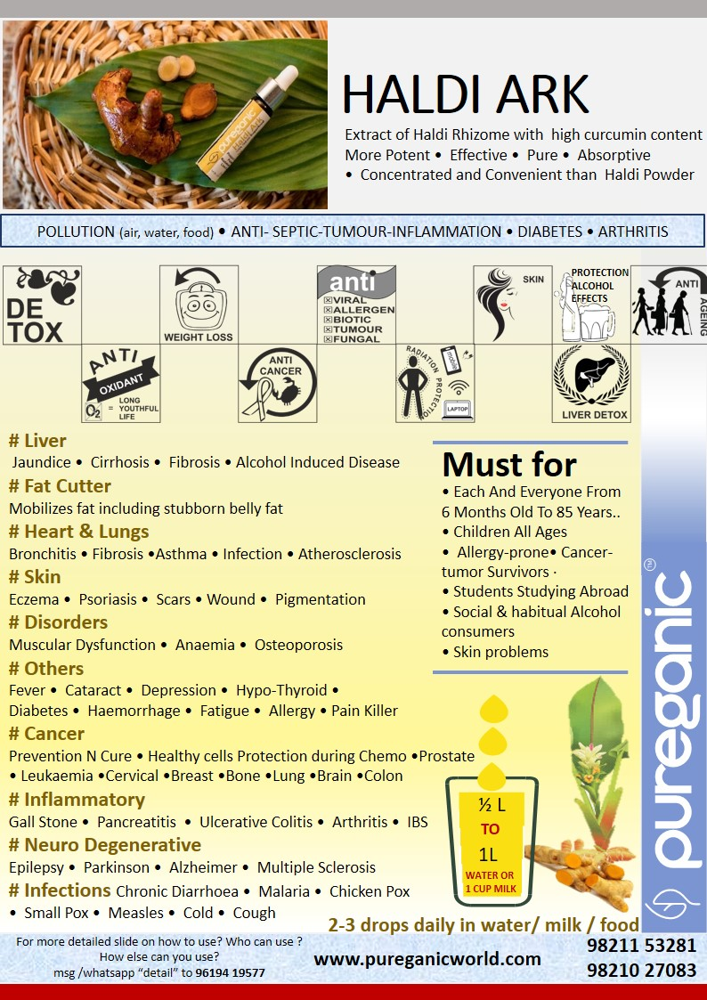 pureganic
Haldi Ark
HALDI ARK
Extract of Haldi Rhizome with high curcumin content
More Potent • Effective • Pure • Absorptive
• Concentrated and Convenient than Haldi Powder
POLLUTION (air, water, food) • ANTI- SEPTIC-TUMOUR-INFLAMMATION • DIABETES • ARTHRITIS
DE
TOX
WEIGHT LOSS
anti
VIRAL
ALLERGEN
BIOTIC
TUMOUR
FUNGAL
SKIN
PROTECTION
ALCOHOL
EFFECTS
ANTI
AGEING
ANTI
OXIDANT
O2 = LONG
YOUTHFUL
LIFE
ANTI
CANCER
RADIATION PROTECTION
mobile
LAPTOP
LIVER DETOX
# Liver
Jaundice • Cirrhosis • Fibrosis • Alcohol Induced Disease
# Fat Cutter
Mobilizes fat including stubborn belly fat
# Heart & Lungs
Bronchitis • Fibrosis •Asthma • Infection • Atherosclerosis
# Skin
Eczema • Psoriasis • Scars • Wound • Pigmentation
# Disorders
Muscular Dysfunction • Anaemia • Osteoporosis
# Others
Fever • Cataract • Depression • Hypo-Thyroid •
Diabetes • Haemorrhage • Fatigue • Allergy • Pain Killer
# Cancer
Prevention N Cure • Healthy cells Protection during Chemo •Prostate
• Leukaemia •Cervical •Breast •Bone •Lung •Brain •Colon
# Inflammatory
Gall Stone • Pancreatitis • Ulcerative Colitis • Arthritis • IBS
# Neuro Degenerative
Epilepsy • Parkinson • Alzheimer • Multiple Sclerosis
# Infections Chronic Diarrhoea • Malaria • Chicken Pox
• Small Pox • Measles • Cold • Cough
Must for
• Each And Everyone From
6 Months Old To 85 Years..
• Children All Ages
• Allergy-prone• Cancer-
tumor Survivors ·
• Students Studying Abroad
• Social & habitual Alcohol
consumers
• Skin problems
½ L
TO
1L
WATER OR
1 CUP MILK
2-3 drops daily in water/ milk / food
pureganic TM
For more detailed slide on how to use? Who can use ?
How else can you use?
msg /whatsapp “detail” to 96194 19577
www.pureganicworld.com
98211 53281
98210 27083